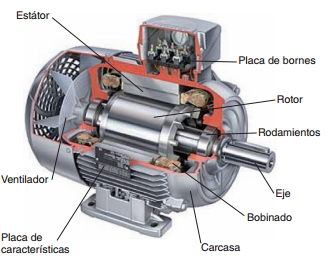 Estátor
Placa de bornes
Rotor
Rodamientos
Ventilador
Eje
Bobinado
Placa de
características
Carcasa